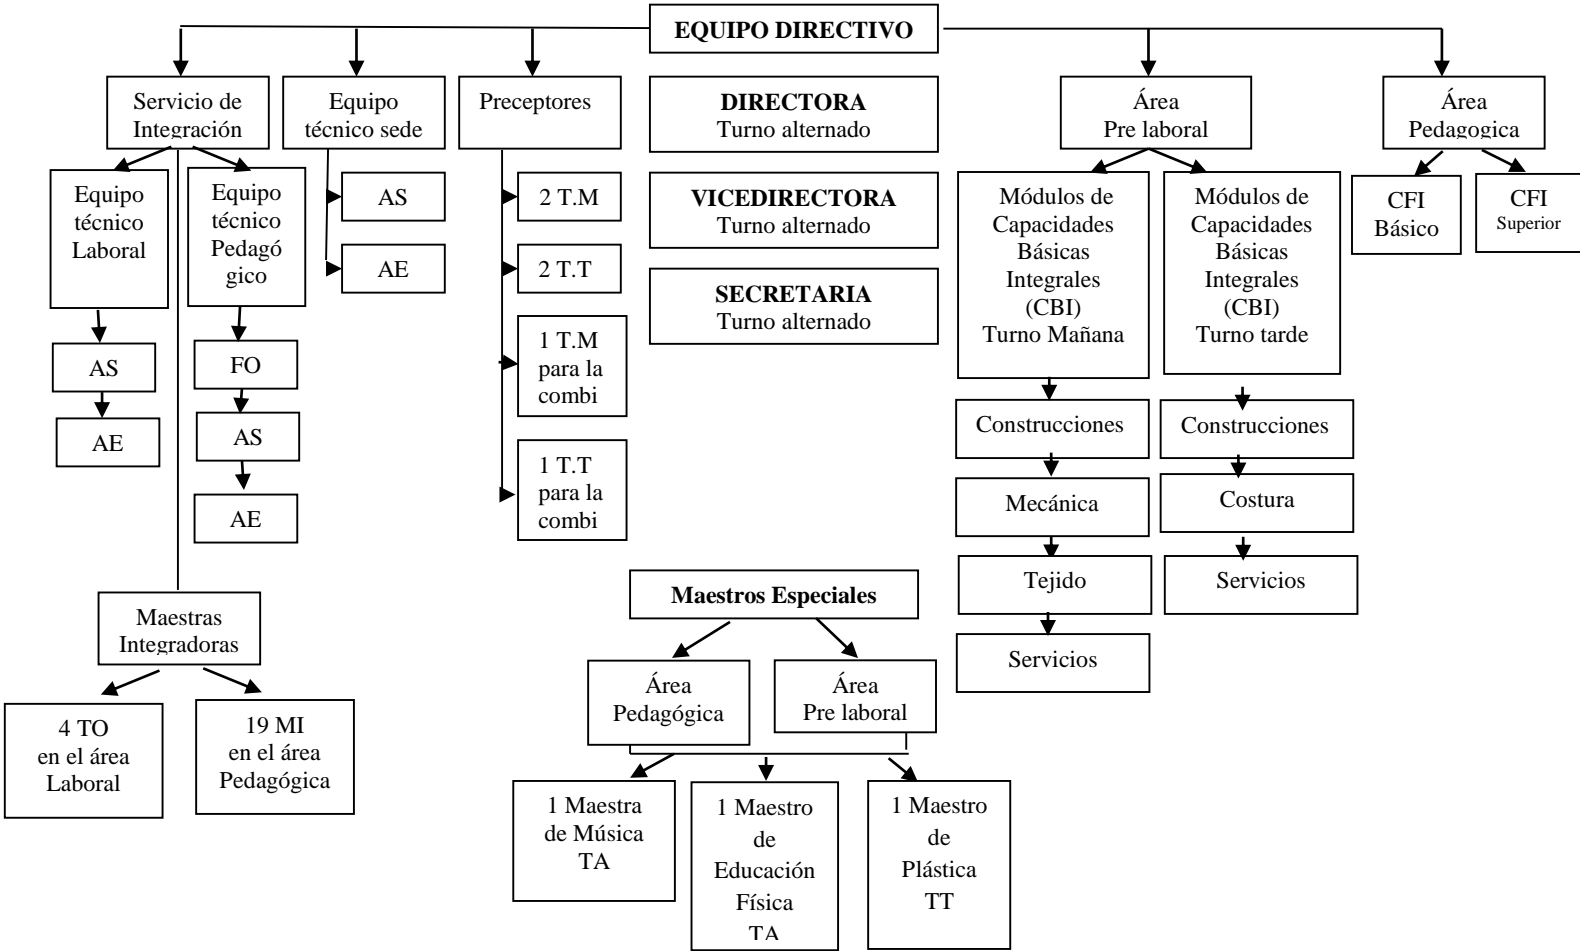 EQUIPO DIRECTIVO
Servicio de
Integración
Equipo
técnico sede
Preceptores
DIRECTORA
Turno alternado
Área
Pre laboral
Área
Pedagogica
Equipo
técnico
Laboral
Equipo
técnico
Pedagó
gico
AS
AE
2 T.M
2 T.T
1 T.M
para la
combi
1 T.T
para la
combi
VICEDIRECTORA
Turno alternado
SECRETARIA
Turno alternado
Módulos de
Capacidades
Básicas
Integrales
(CBI)
Turno Mañana
Módulos de
Capacidades
Básicas
Integrales
(CBI)
Turno tarde
CFI
Básico
CFI
Superior
AS
AE
FO
AS
AE
Construcciones
Mecánica
Tejido
Servicios
Construcciones
Costura
Servicios
Maestras
Integradoras
4 TO
en el área
Laboral
19 MI
en el área
Pedagógica
Maestros Especiales
Área
Pedagógica
Área
Pre laboral
1 Maestra
de Música
TA
1 Maestro
de
Educación
Física
TA
1 Maestro
de
Plástica
TT